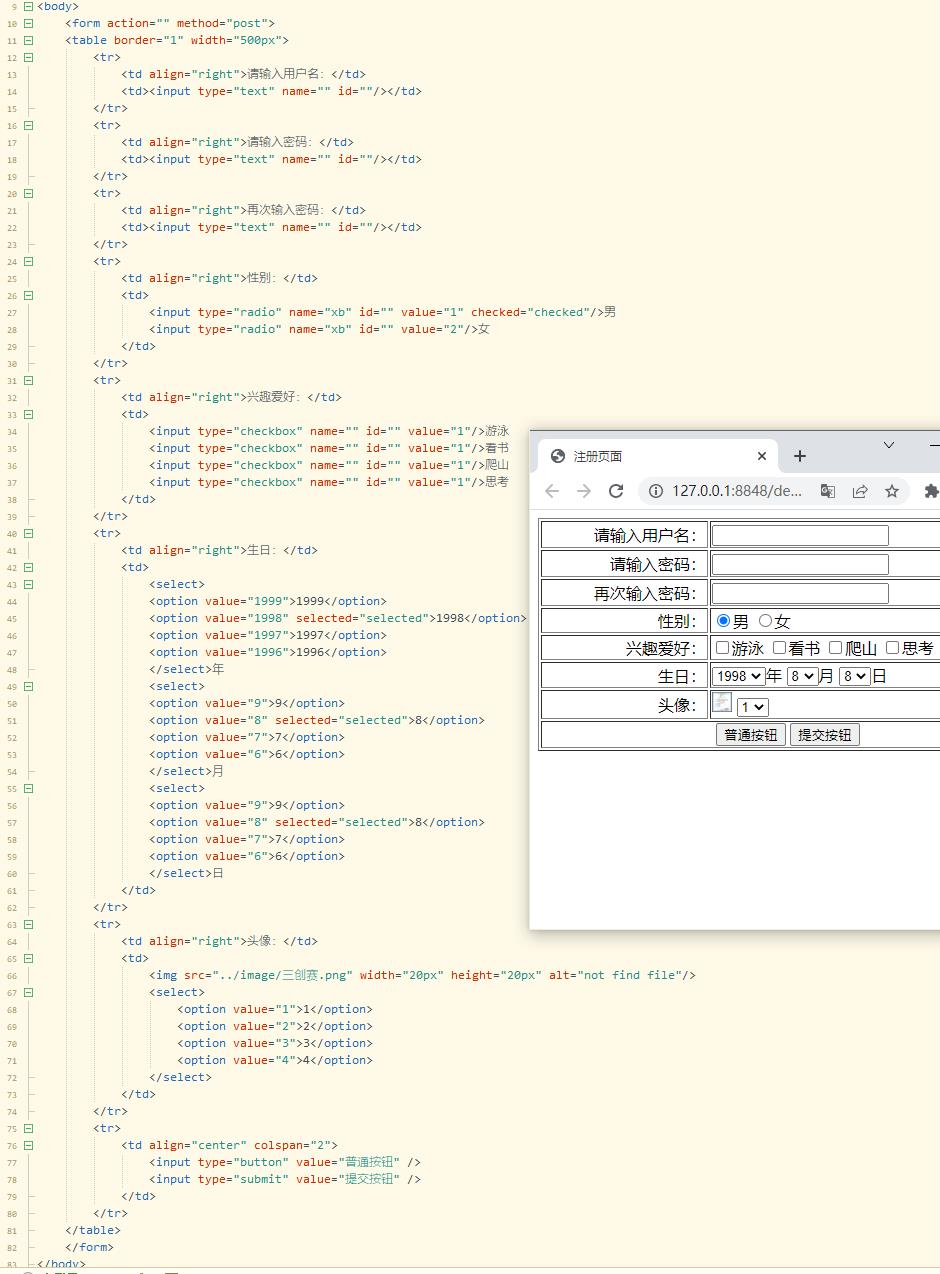 9 <body>
10 <form action="" method="post">
11 <table border="1" width="500px">
12 <tr>
13 <td align="right">请输入用户名：</td>
14 <td><input type="text" name="" id=""/></td>
15 </tr>
16 <tr>
17 <td align="right">请输入密码：</td>
18 <td><input type="text" name="" id=""/></td>
19 </tr>
20 <tr>
21 <td align="right">再次输入密码：</td>
22 <td><input type="text" name="" id=""/></td>
23 </tr>
24 <tr>
25 <td align="right">性别：</td>
26 <td>
27 <input type="radio" name="xb" id="" value="1" checked="checked"/>男
28 <input type="radio" name="xb" id="" value="2"/>女
29 </td>
30 </tr>
31 <tr>
32 <td align="right">兴趣爱好：</td>
33 <td>
34 <input type="checkbox" name="" id="" value="1"/>游泳
35 <input type="checkbox" name="" id="" value="1"/>看书
36 <input type="checkbox" name="" id="" value="1"/>爬山
37 <input type="checkbox" name="" id="" value="1"/>思考
38 </td>
39 </tr>
40 <tr>
41 <td align="right">生日：</td>
42 <td>
43 <select>
44 <option value="1999">1999</option>
45 <option value="1998" selected="selected">1998</option>
46 <option value="1997">1997</option>
47 <option value="1996">1996</option>
48 </select>年
49 <select>
50 <option value="9">9</option>
51 <option value="8" selected="selected">8</option>
52 <option value="7">7</option>
53 <option value="6">6</option>
54 </select>月
55 <select>
56 <option value="9">9</option>
57 <option value="8" selected="selected">8</option>
58 <option value="7">7</option>
59 <option value="6">6</option>
60 </select>日
61 </td>
62 </tr>
63 <tr>
64 <td align="right">头像：</td>
65 <td>
66 <img src="../image/三创赛.png" width="20px" height="20px" alt="not find file"/>
67 <select>
68 <option value="1">1</option>
69 <option value="2">2</option>
70 <option value="3">3</option>
71 <option value="4">4</option>
72 </select>
73 </td>
74 </tr>
75 <tr>
76 <td align="center" colspan="2">
77 <input type="button" value="普通按钮" />
78 <input type="submit" value="提交按钮" />
79 </td>
80 </tr>
81 </table>
82 </form>
83 </body>
注册页面
127.0.0.1:8848/de...
请输入用户名：
请输入密码：
再次输入密码：
性别： 男 女
兴趣爱好： 游泳 看书 爬山 思考
生日： 1998 年 8 月 8 日
头像： 1
普通按钮 提交按钮